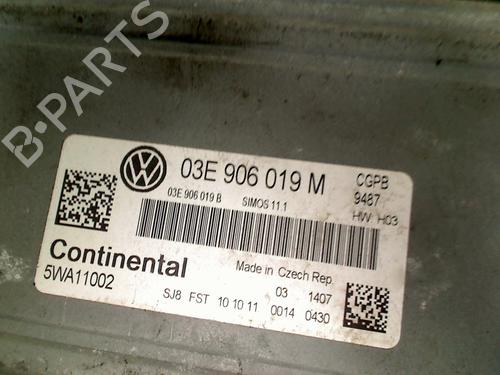 B-PARTS
03E 906 019 M
CGPB
9487
HW H03
03E 906 019 B SIMOS 11.1
Continental
5WA11002
Made in Czech Rep.
03 1407
SJ8 FST 10 10 11 0014 0430